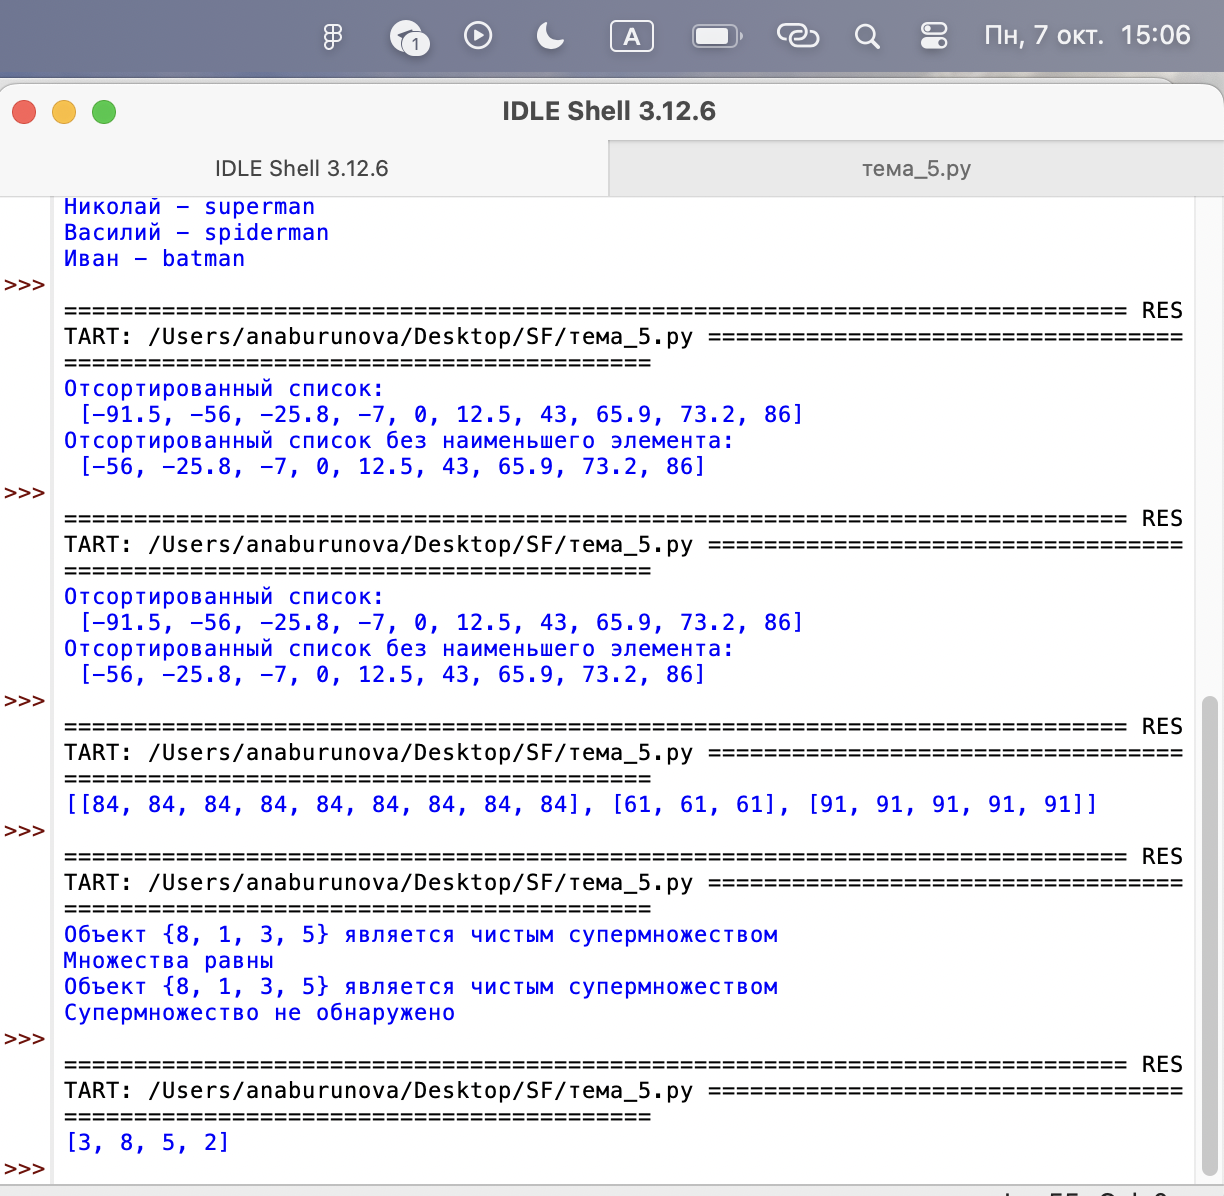 1
A
Пн, 7 окт. 15:06
IDLE Shell 3.12.6
IDLE Shell 3.12.6
тема_5.py
Николай - superman
Василий - spiderman
Иван - batman
>>>
============================================================================ RES
TART: /Users/anaburunova/Desktop/SF/тема_5.py ==================================
==========================================
Отсортированный список:
[-91.5, -56, -25.8, -7, 0, 12.5, 43, 65.9, 73.2, 86]
Отсортированный список без наименьшего элемента:
[-56, -25.8, -7, 0, 12.5, 43, 65.9, 73.2, 86]
>>>
============================================================================ RES
TART: /Users/anaburunova/Desktop/SF/тема_5.py ==================================
==========================================
Отсортированный список:
[-91.5, -56, -25.8, -7, 0, 12.5, 43, 65.9, 73.2, 86]
Отсортированный список без наименьшего элемента:
[-56, -25.8, -7, 0, 12.5, 43, 65.9, 73.2, 86]
>>>
============================================================================ RES
TART: /Users/anaburunova/Desktop/SF/тема_5.py ==================================
==========================================
[[84, 84, 84, 84, 84, 84, 84, 84, 84], [61, 61, 61], [91, 91, 91, 91, 91]]
>>>
============================================================================ RES
TART: /Users/anaburunova/Desktop/SF/тема_5.py ==================================
==========================================
Объект {8, 1, 3, 5} является чистым супермножеством
Множества равны
Объект {8, 1, 3, 5} является чистым супермножеством
Супермножество не обнаружено
>>>
============================================================================ RES
TART: /Users/anaburunova/Desktop/SF/тема_5.py ==================================
==========================================
[3, 8, 5, 2]
>>>